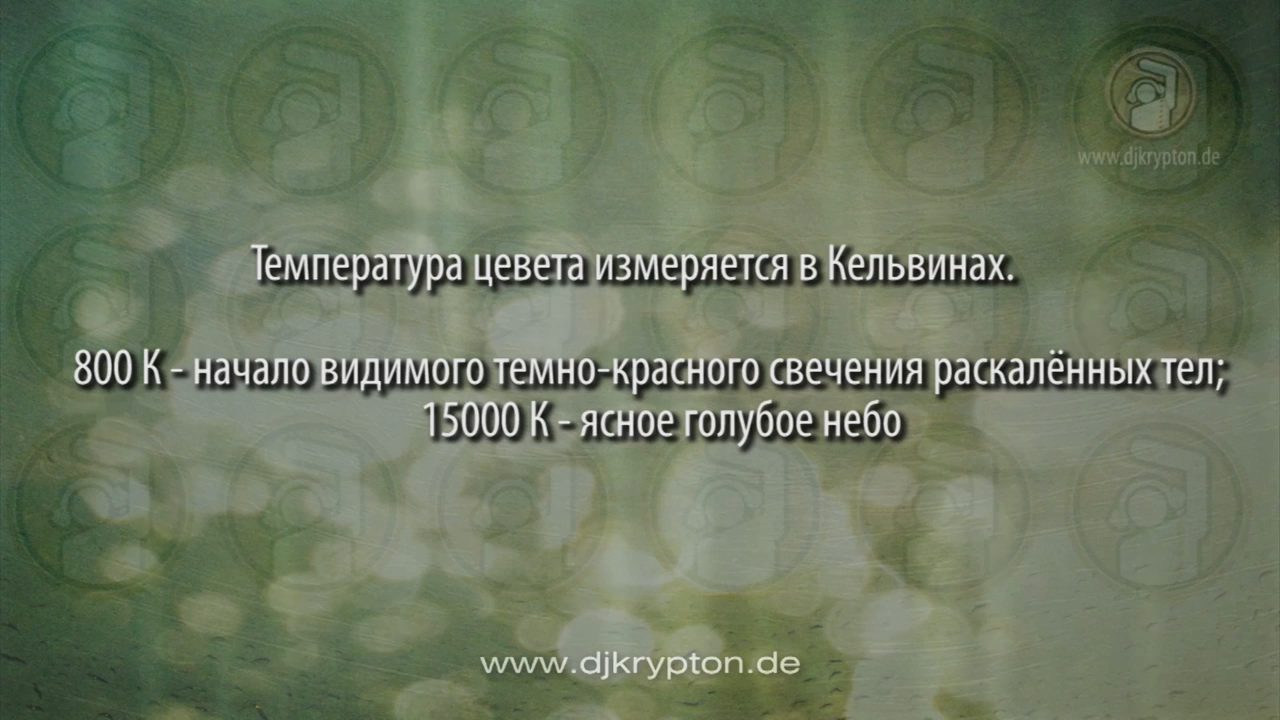 www.djkrypton.de
Температура цевета измеряется в Кельвинах.
800 К - начало видимого темно-красного свечения раскалённых тел;
15000 К - ясное голубое небо
www.djkrypton.de